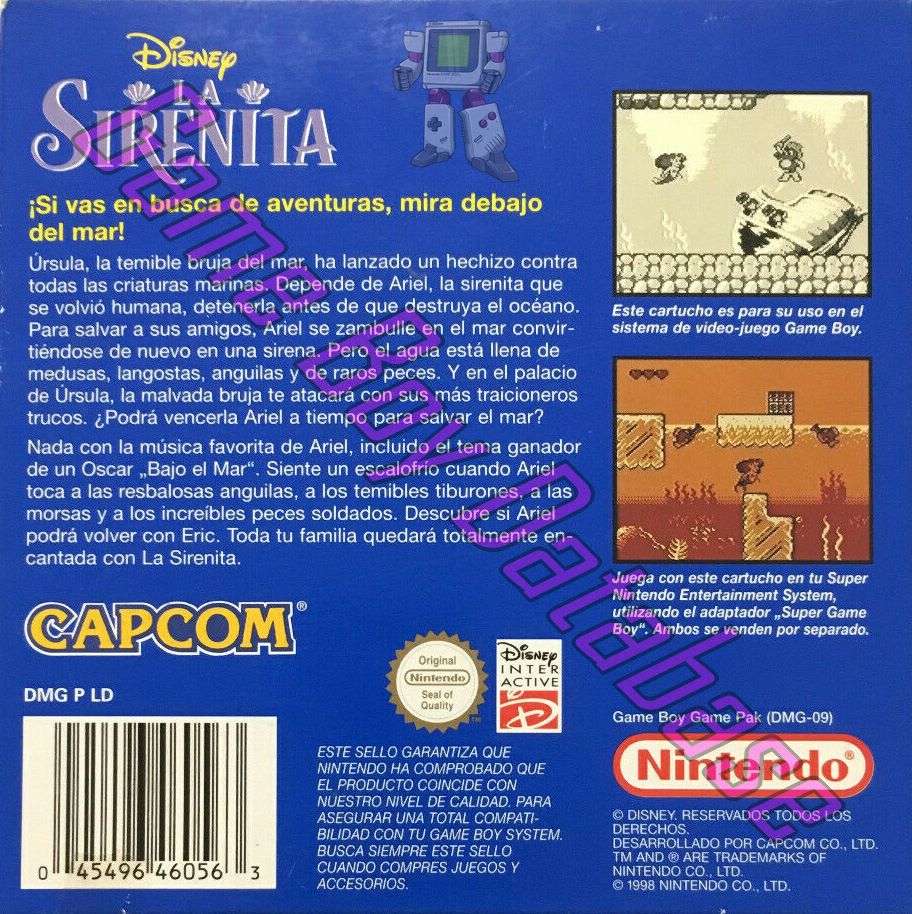 Disney
LA
SIRENITA
¡Si vas en busca de aventuras, mira debajo
del mar!
Úrsula, la temible bruja del mar, ha lanzado un hechizo contra
todas las criaturas marinas. Depende de Ariel, la sirenita que
se volvió humana, detenerla antes de que destruya el océano.
Para salvar a sus amigos, Ariel se zambulle en el mar convir-
tiéndose de nuevo en una sirena. Pero el agua está llena de
medusas, langostas, anguilas y de raros peces. Y en el palacio
de Úrsula, la malvada bruja te atacará con sus más traicioneros
trucos. ¿Podrá vencerla Ariel a tiempo para salvar el mar?
Nada con la música favorita de Ariel, incluido el tema ganador
de un Oscar „Bajo el Mar“. Siente un escalofrío cuando Ariel
toca a las resbalosas anguilas, a los temibles tiburones, a las
morsas y a los increíbles peces soldados. Descubre si Ariel
podrá volver con Eric. Toda tu familia quedará totalmente en-
cantada con La Sirenita.
CAPCOM®
DMG P LD
0 45496 46056 3
Original
Nintendo
Seal of
Quality
TM
Disney
INTER
ACTIVE
D
ESTE SELLO GARANTIZA QUE
NINTENDO HA COMPROBADO QUE
EL PRODUCTO COINCIDE CON
NUESTRO NIVEL DE CALIDAD. PARA
ASEGURAR UNA TOTAL COMPATI-
BILIDAD CON TU GAME BOY SYSTEM.
BUSCA SIEMPRE ESTE SELLO
CUANDO COMPRES JUEGOS Y
ACCESORIOS.
Este cartucho es para su uso en el
sistema de video-juego Game Boy.
Juega con este cartucho en tu Super
Nintendo Entertainment System,
utilizando el adaptador „Super Game
Boy“. Ambos se venden por separado.
Game Boy Game Pak (DMG-09)
Nintendo®
© DISNEY. RESERVADOS TODOS LOS
DERECHOS.
DESARROLLADO POR CAPCOM CO., LTD.
TM AND ® ARE TRADEMARKS OF
NINTENDO CO., LTD.
© 1998 NINTENDO CO., LTD.
Game Boy Database